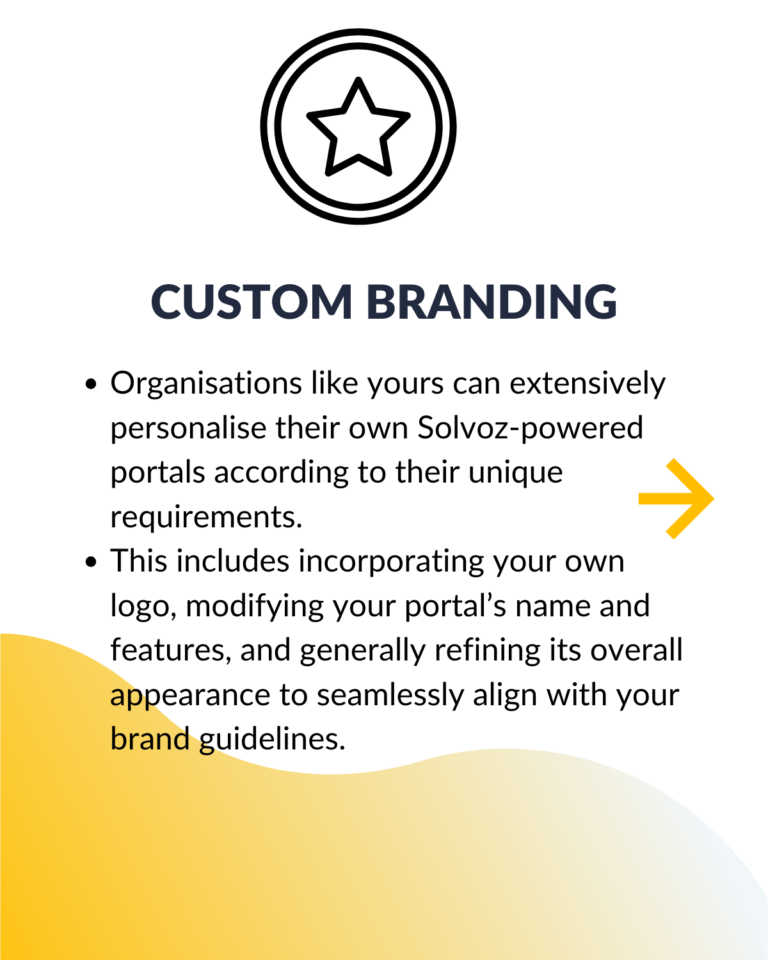 CUSTOM BRANDING
• Organisations like yours can extensively
personalise their own Solvoz-powered
portals according to their unique
requirements.
• This includes incorporating your own
logo, modifying your portal’s name and
features, and generally refining its overall
appearance to seamlessly align with your
brand guidelines.